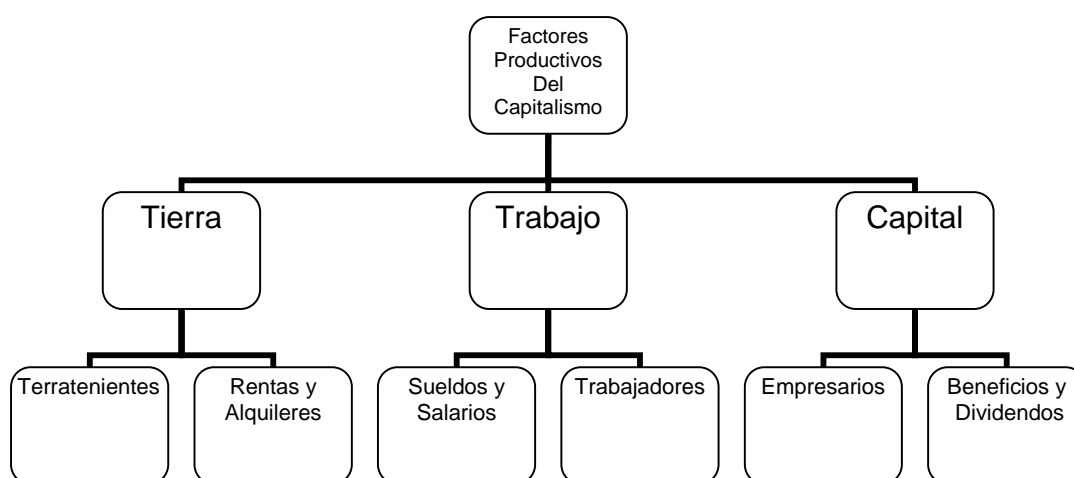 Factores
Productivos
Del
Capitalismo
Tierra
Trabajo
Capital
Terratenientes
Rentas y
Alquileres
Sueldos y
Salarios
Trabajadores
Empresarios
Beneficios y
Dividendos